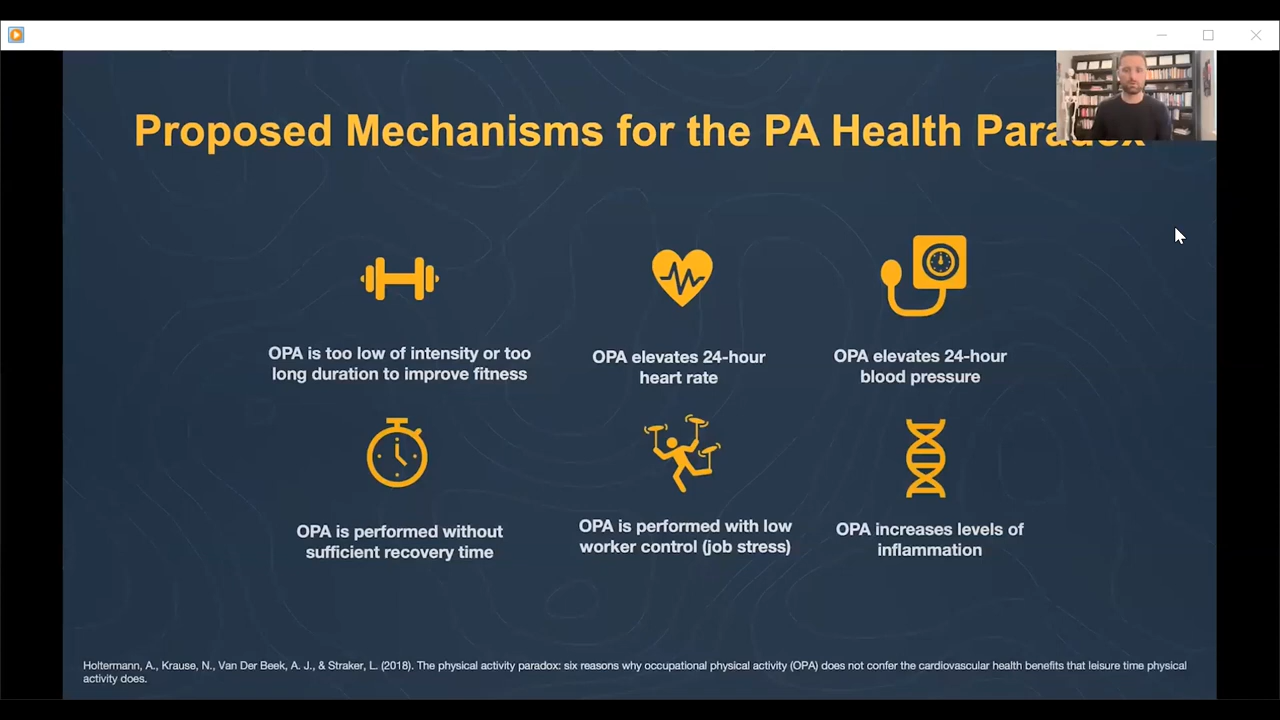 Proposed Mechanisms for the PA Health
OPA is too low of intensity or too
long duration to improve fitness
OPA elevates 24-hour
heart rate
OPA elevates 24-hour
blood pressure
OPA is performed without
sufficient recovery time
OPA is performed with low
worker control (job stress)
OPA increases levels of
inflammation
Holtermann, A., Krause, N., Van Der Beek, A. J., & Straker, L. (2018). The physical activity paradox: six reasons why occupational physical activity (OPA) does not confer the cardiovascular health benefits that leisure time physical
activity does.